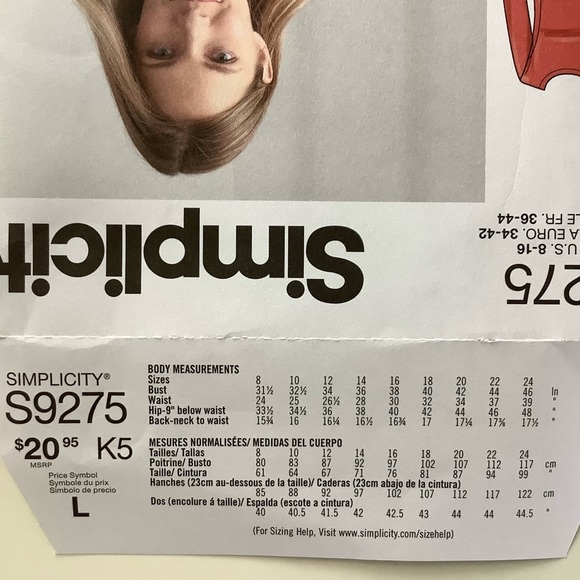 Simplicit
275
U.S. 8-16
A EURO. 34-42
LE FR. 36-44
SIMPLICITY®
S9275
$20.95 K5
MSRP
Price Symbol
Symbole du prix
Símbolo de precio
L
BODY MEASUREMENTS
Sizes 8 10 12 14 16 18 20 22 24
Bust 31½ 32½ 34 36 38 40 42 44 46 In
Waist 24 25 26½ 28 30 32 34 37 39 "
Hip-9" below waist 33½ 34½ 36 38 40 42 44 46 48 "
Back-neck to waist 15¾ 16 16¼ 16½ 16¾ 17 17¼ 17⅜ 17½ "
MESURES NORMALISÉES/ MEDIDAS DEL CUERPO
Tailles/ Tallas 8 10 12 14 16 18 20 22 24
Poitrine/ Busto 80 83 87 92 97 102 107 112 117 cm
Taille/ Cintura 61 64 67 71 76 81 87 94 99 "
Hanches (23cm au-dessous de la taille)/ Caderas (23cm abajo de la cintura)
85 88 92 97 102 107 112 117 122 cm
Dos (encolure á taille)/ Espalda (escote a cintura)
40 40.5 41.5 42 42.5 43 44 44 44.5 "
(For Sizing Help, Visit www.simplicity.com/sizehelp)